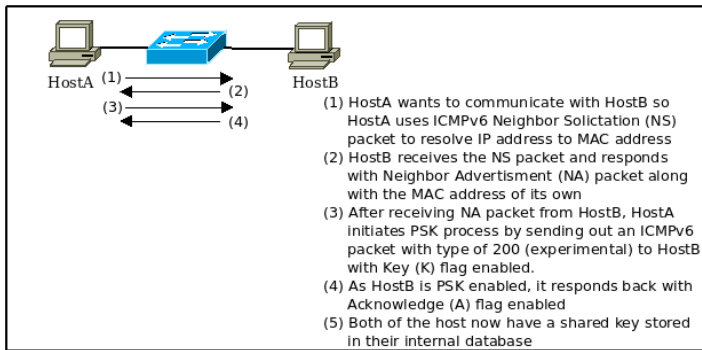 HostA
HostB
(1)
(2)
(3)
(4)
(1) HostA wants to communicate with HostB so
HostA uses ICMPv6 Neighbor Solictation (NS)
packet to resolve IP address to MAC address
(2) HostB receives the NS packet and responds
with Neighbor Advertisment (NA) packet along
with the MAC address of its own
(3) After receiving NA packet from HostB, HostA
initiates PSK process by sending out an ICMPv6
packet with type of 200 (experimental) to HostB
with Key (K) flag enabled.
(4) As HostB is PSK enabled, it responds back with
Acknowledge (A) flag enabled
(5) Both of the host now have a shared key stored
in their internal database